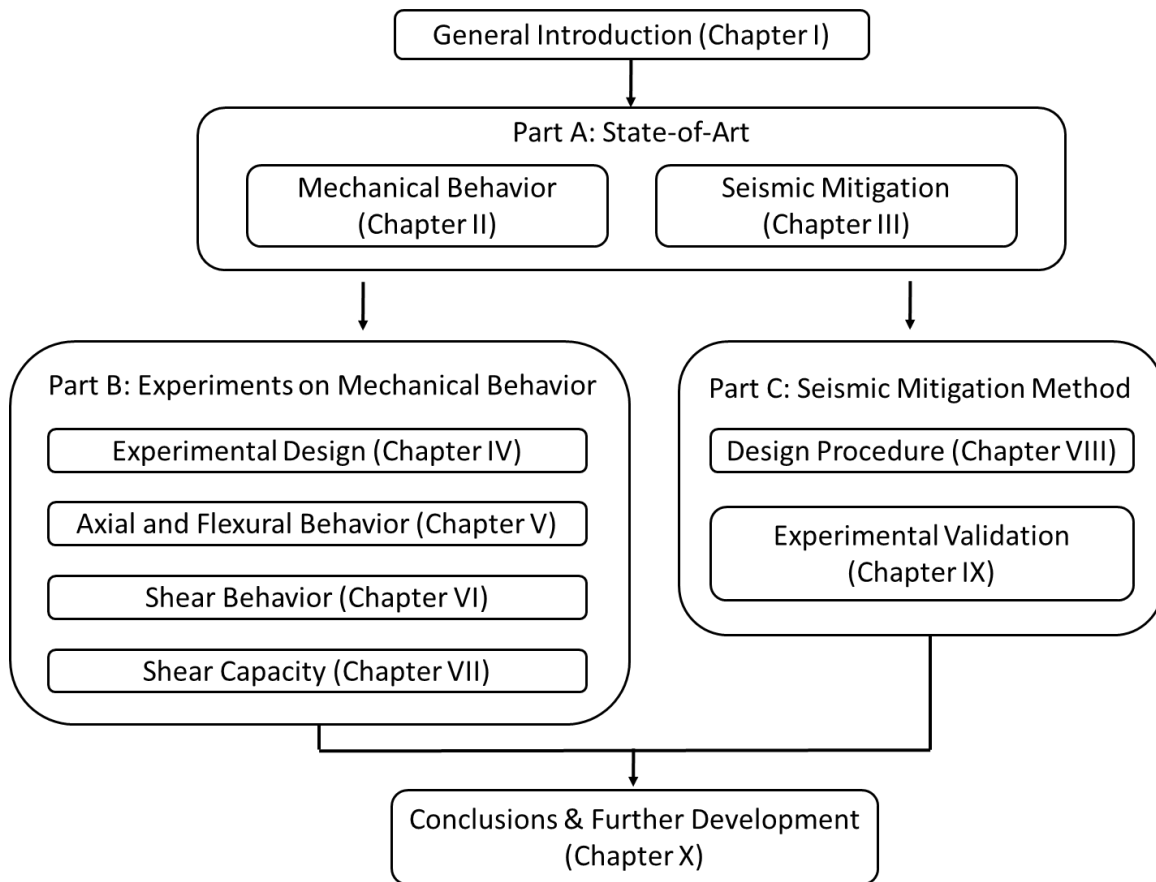 General Introduction (Chapter I)
Part A: State-of-Art
Mechanical Behavior
(Chapter II)
Seismic Mitigation
(Chapter III)
Part B: Experiments on Mechanical Behavior
Experimental Design (Chapter IV)
Axial and Flexural Behavior (Chapter V)
Shear Behavior (Chapter VI)
Shear Capacity (Chapter VII)
Part C: Seismic Mitigation Method
Design Procedure (Chapter VIII)
Experimental Validation
(Chapter IX)
Conclusions & Further Development
(Chapter X)